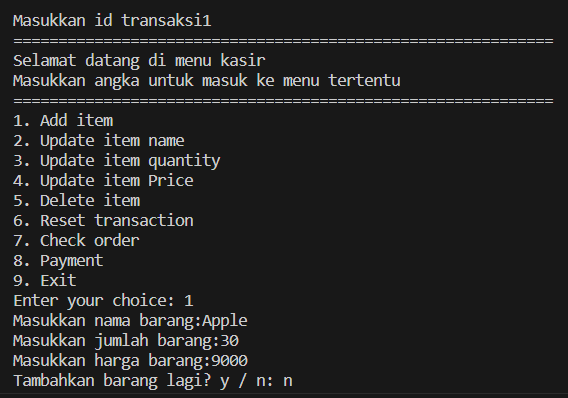 Masukkan id transaksi1
============================================================
Selamat datang di menu kasir
Masukkan angka untuk masuk ke menu tertentu
============================================================
1. Add item
2. Update item name
3. Update item quantity
4. Update item Price
5. Delete item
6. Reset transaction
7. Check order
8. Payment
9. Exit
Enter your choice: 1
Masukkan nama barang:Apple
Masukkan jumlah barang:30
Masukkan harga barang:9000
Tambahkan barang lagi? y / n: n